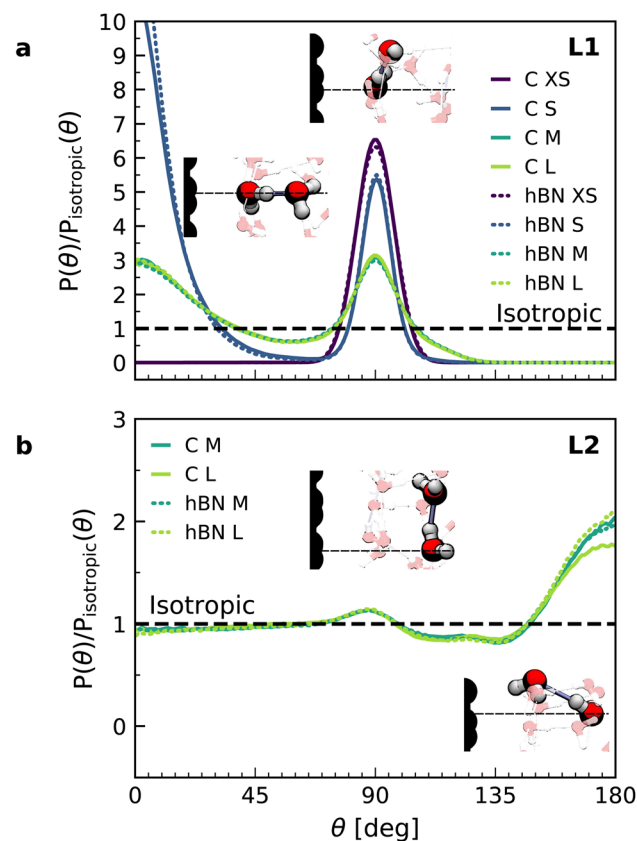 a
L1
P(θ)/P_isotropic(θ)
10
9
8
7
6
5
4
3
2
1
0
C XS
C S
C M
C L
hBN XS
hBN S
hBN M
hBN L
Isotropic
b
L2
P(θ)/P_isotropic(θ)
3
2
1
0
C M
C L
hBN M
hBN L
Isotropic
0 45 90 135 180
θ [deg]